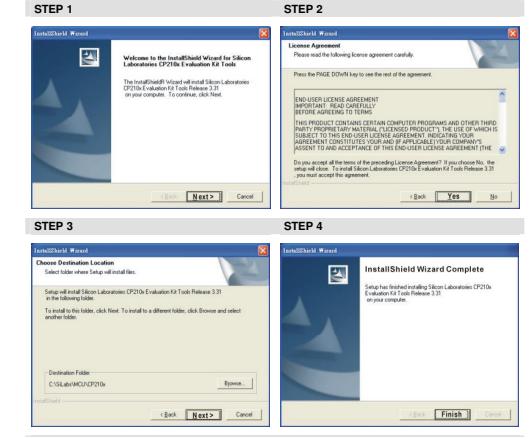 STEP 1
InstallShield Wizard
Welcome to the InstallShield Wizard for Silicon
Laboratories CP210x Evaluation Kit Tools
The InstallShield® Wizard will install Silicon Laboratories
CP210x Evaluation Kit Tools Release 3.31
on your computer. To continue, click Next.
< Back
Next >
Cancel
STEP 2
InstallShield Wizard
License Agreement
Please read the following license agreement carefully.
Press the PAGE DOWN key to see the rest of the agreement.
END-USER LICENSE AGREEMENT
IMPORTANT: READ CAREFULLY
BEFORE AGREEING TO TERMS
THIS PRODUCT CONTAINS CERTAIN COMPUTER PROGRAMS AND OTHER THIRD
PARTY PROPRIETARY MATERIAL ("LICENSED PRODUCT"), THE USE OF WHICH IS
SUBJECT TO THIS END-USER LICENSE AGREEMENT. INDICATING YOUR
AGREEMENT CONSTITUTES YOUR AND (IF APPLICABLE) YOUR COMPANY'S
ASSENT TO AND ACCEPTANCE OF THIS END-USER LICENSE AGREEMENT (THE
Do you accept all the terms of the preceding License Agreement? If you choose No, the
setup will close. To install Silicon Laboratories CP210x Evaluation Kit Tools Release 3.31
, you must accept this agreement.
InstallShield
< Back
Yes
No
STEP 3
InstallShield Wizard
Choose Destination Location
Select folder where Setup will install files.
Setup will install Silicon Laboratories CP210x Evaluation Kit Tools Release 3.31
in the following folder.
To install to this folder, click Next. To install to a different folder, click Browse and select
another folder.
Destination Folder
C:\SiLabs\MCU\CP210x
Browse...
InstallShield
< Back
Next >
Cancel
STEP 4
InstallShield Wizard
InstallShield Wizard Complete
Setup has finished installing Silicon Laboratories CP210x
Evaluation Kit Tools Release 3.31
on your computer.
< Back
Finish
Cancel